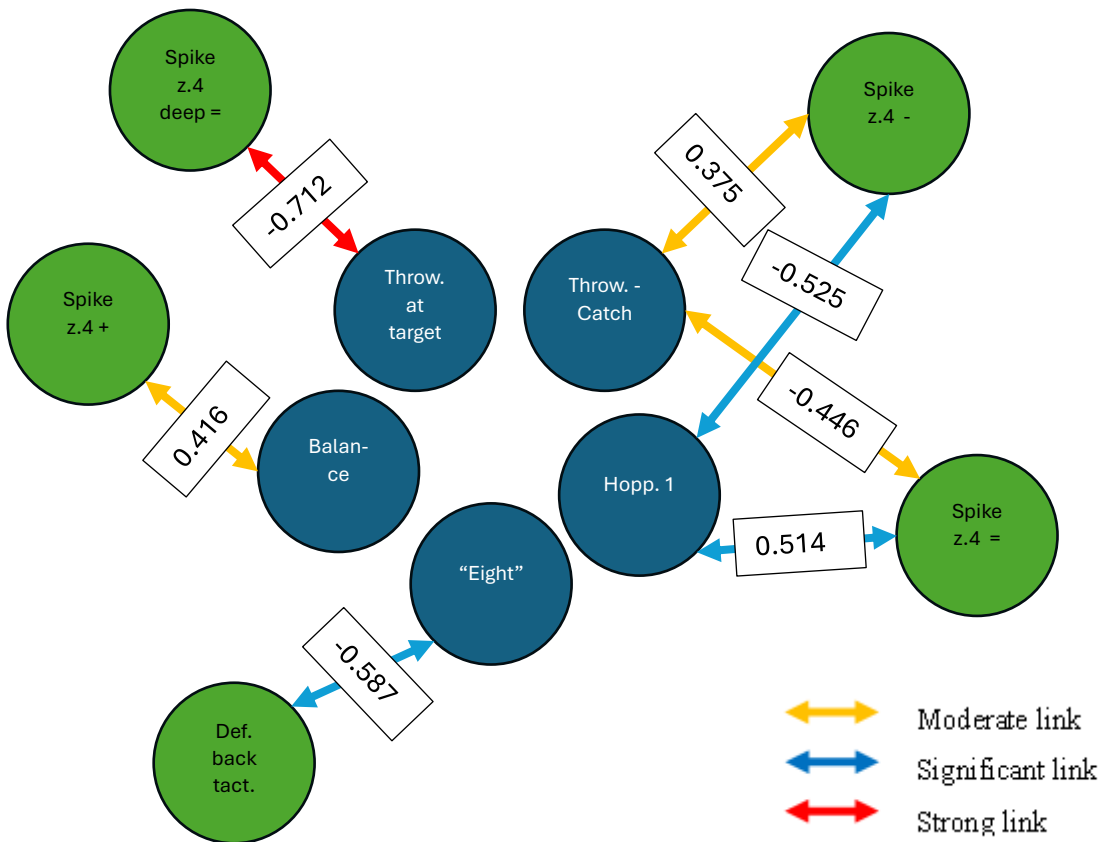 Spike
z.4
deep =
Spike
z.4 -
0.375
-0.712
Throw.
at
target
Throw. -
Catch
-0.525
Spike
z.4 +
0.416
-0.446
Balan-
ce
Hopp. 1
Spike
z.4 =
0.514
“Eight”
-0.587
Def.
back
tact.
Moderate link
Significant link
Strong link